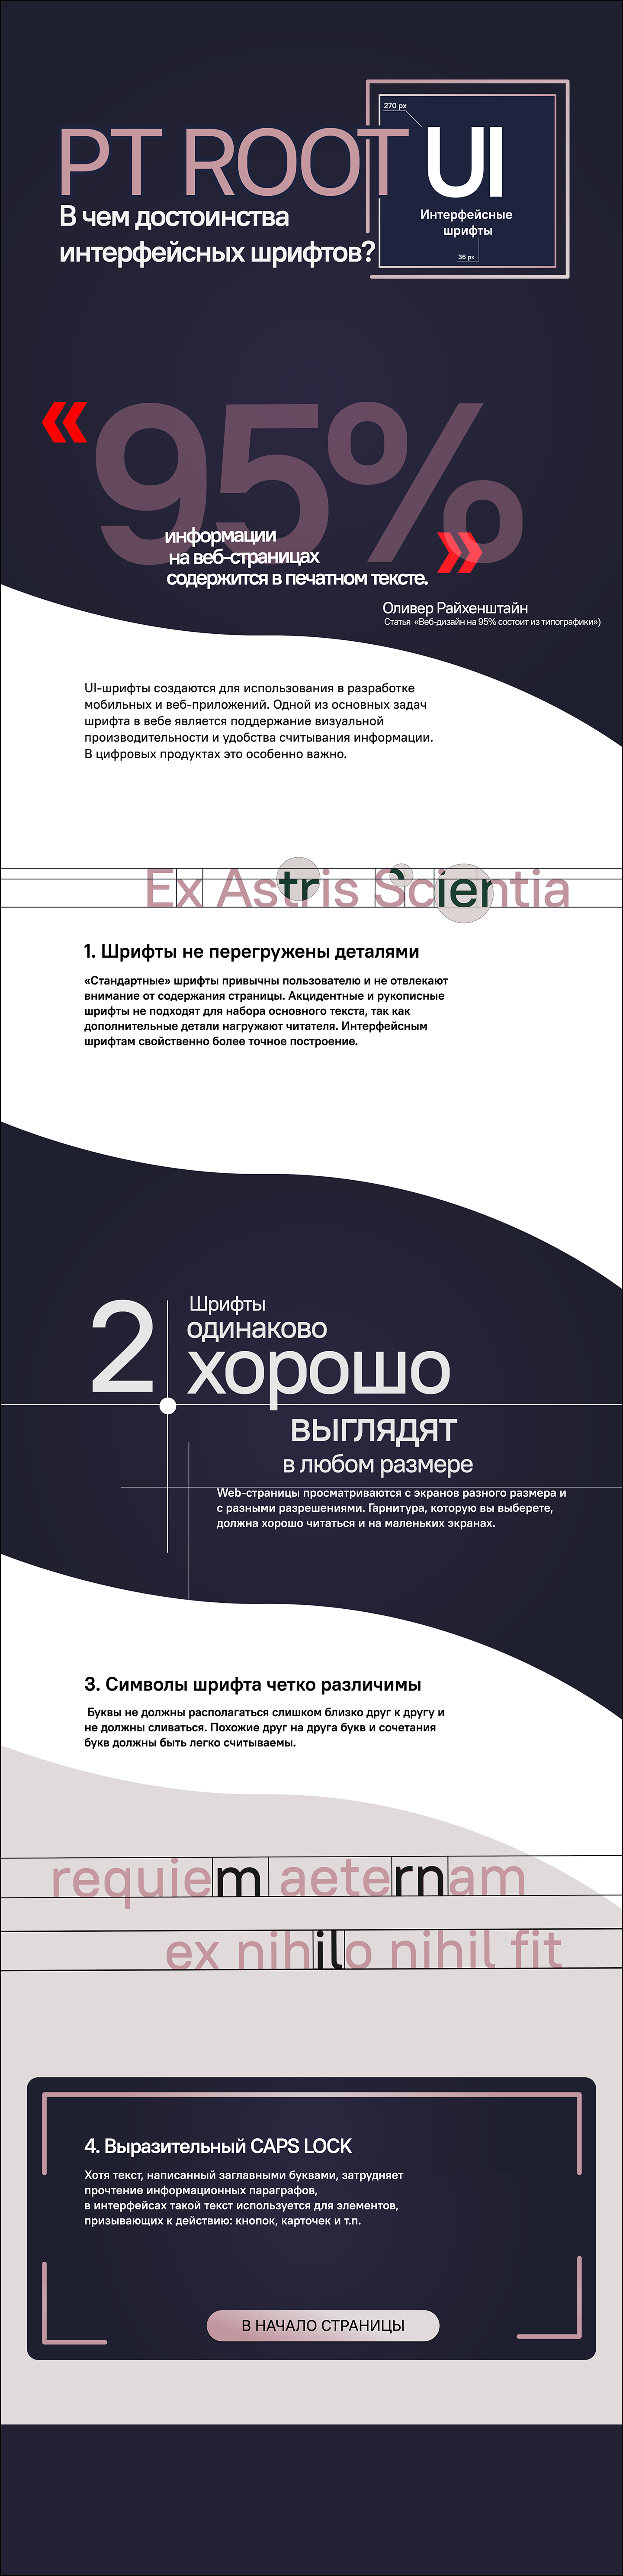 270 px
PT ROOT UI
В чем достоинства
интерфейсных шрифтов?
Интерфейсные
шрифты
36 px
«
95%
информации
на веб-страницах
содержится в печатном тексте.
»
Оливер Райхенштайн
Статья «Веб-дизайн на 95% состоит из типографики»)
UI-шрифты создаются для использования в разработке
мобильных и веб-приложений. Одной из основных задач
шрифта в вебе является поддержание визуальной
производительности и удобства считывания информации.
В цифровых продуктах это особенно важно.
Ex Astris Scientia
1. Шрифты не перегружены деталями
«Стандартные» шрифты привычны пользователю и не отвлекают
внимание от содержания страницы. Акцидентные и рукописные
шрифты не подходят для набора основного текста, так как
дополнительные детали нагружают читателя. Интерфейсным
шрифтам свойственно более точное построение.
2
Шрифты
одинаково
хорошо
выглядят
в любом размере
Web-страницы просматриваются с экранов разного размера и
с разными разрешениями. Гарнитура, которую вы выберете,
должна хорошо читаться и на маленьких экранах.
3. Символы шрифта четко различимы
Буквы не должны располагаться слишком близко друг к другу и
не должны сливаться. Похожие друг на друга букв и сочетания
букв должны быть легко считываемы.
requiem aeternam
ex nihilo nihil fit
4. Выразительный CAPS LOCK
Хотя текст, написанный заглавными буквами, затрудняет
прочтение информационных параграфов,
в интерфейсах такой текст используется для элементов,
призывающих к действию: кнопок, карточек и т.п.
В НАЧАЛО СТРАНИЦЫ